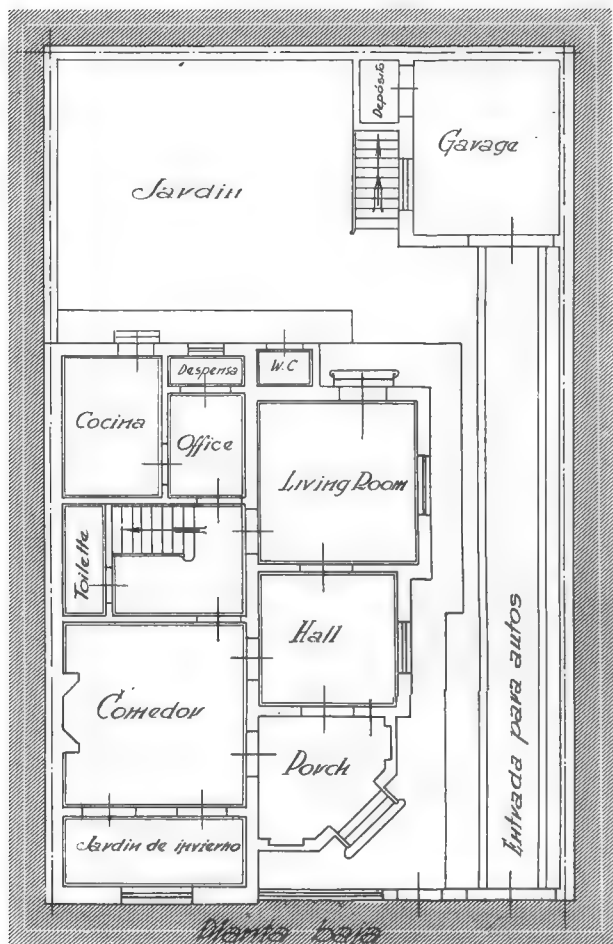 Depósito
Garage
Jardin
Despensa
W.C
Cocina
Office
Living Room
Toilette
Hall
Comedor
Porch
Entrada para autos
Jardin de invierno
Planta baja